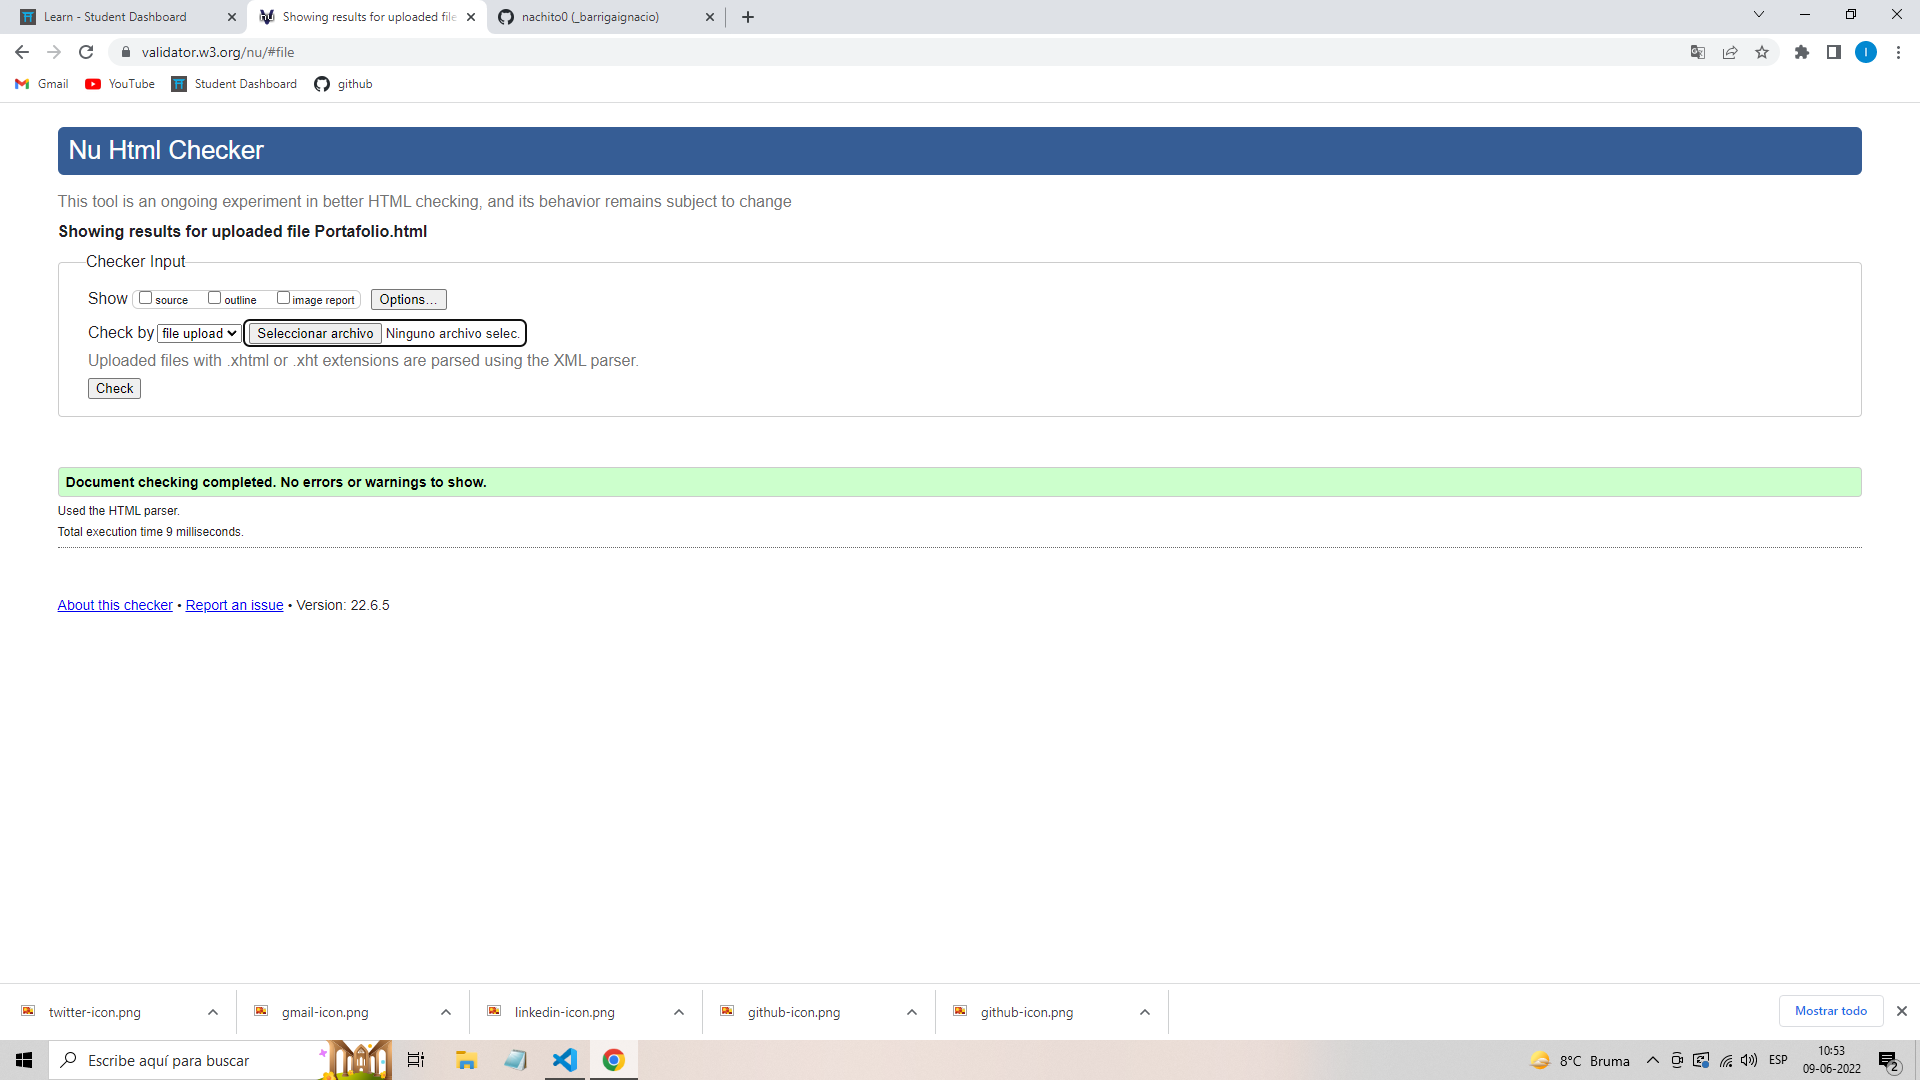 Learn - Student Dashboard
Showing results for uploaded file
nachito0 (_barrigaignacio)
validator.w3.org/nu/#file
I
Gmail
YouTube
Student Dashboard
github
Nu Html Checker
This tool is an ongoing experiment in better HTML checking, and its behavior remains subject to change
Showing results for uploaded file Portafolio.html
Checker Input
Show source outline image report Options...
Check by file upload Seleccionar archivo Ninguno archivo selec.
Uploaded files with .xhtml or .xht extensions are parsed using the XML parser.
Check
Document checking completed. No errors or warnings to show.
Used the HTML parser.
Total execution time 9 milliseconds.
About this checker • Report an issue • Version: 22.6.5
twitter-icon.png
gmail-icon.png
linkedin-icon.png
github-icon.png
github-icon.png
Mostrar todo
Escribe aquí para buscar
8°C Bruma
ESP
10:53
09-06-2022
2